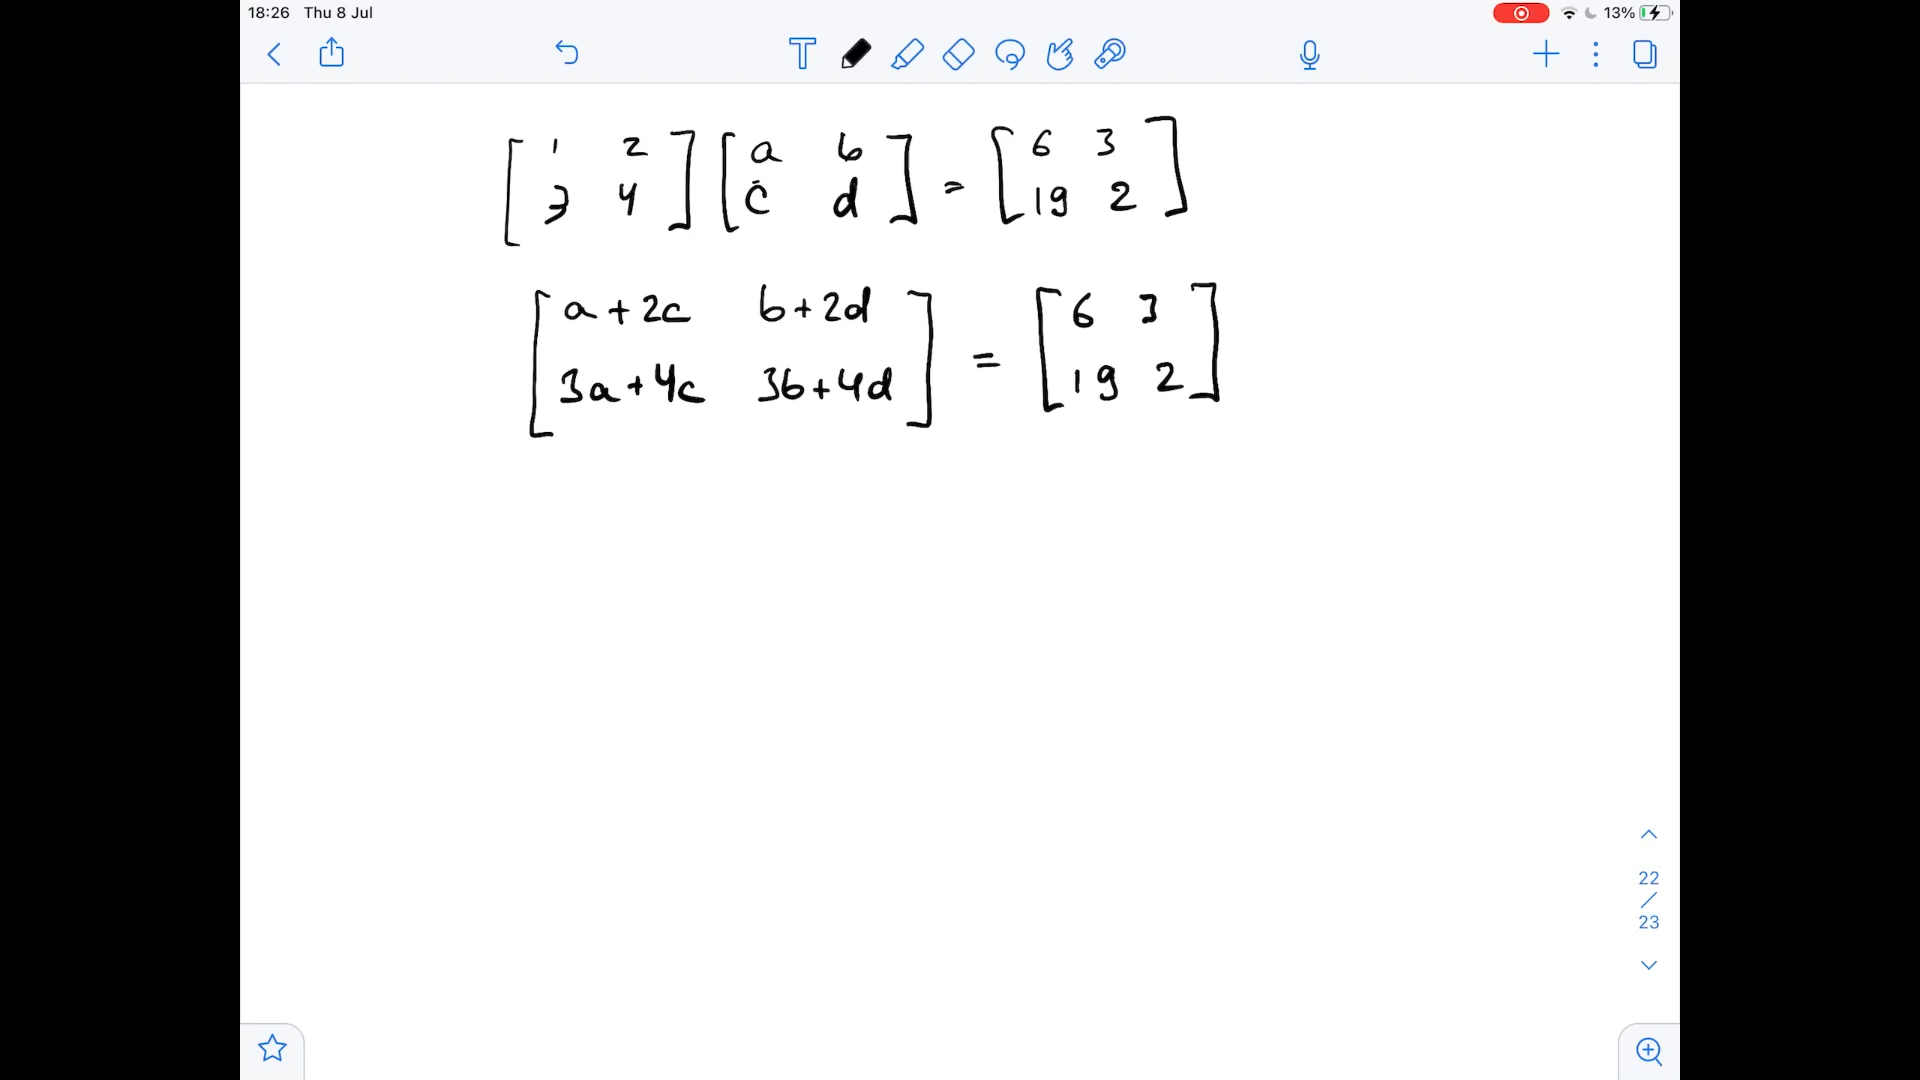 18:26 Thu 8 Jul 13%
T
[1 2] [a b] = [6 3]
[3 4] [c d] [19 2]
[a+2c b+2d] = [6 3]
[3a+4c 3b+4d] [19 2]
22
/
23